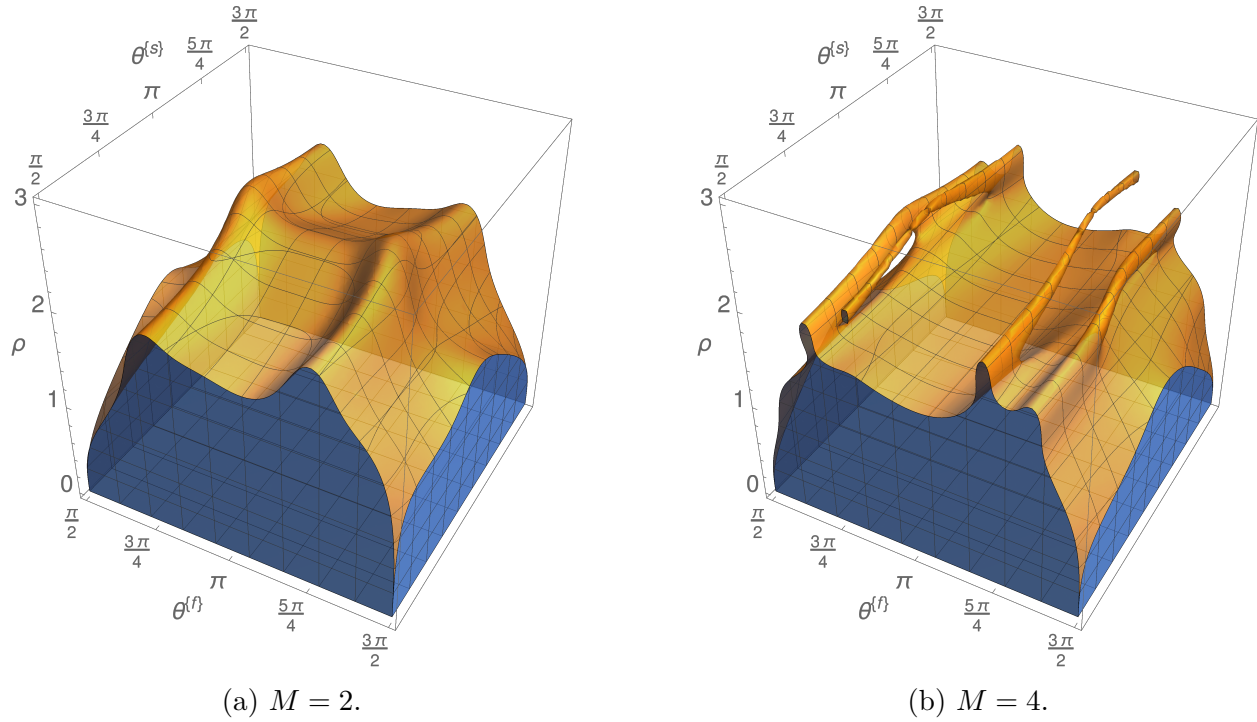 3π/2
θ^{s}
5π/4
π
3π/4
π/2
3
2
ρ
1
0
π/2
3π/4
π
θ^{f}
5π/4
3π/2
(a) M = 2.
3π/2
θ^{s}
5π/4
π
3π/4
π/2
3
2
ρ
1
0
π/2
3π/4
π
θ^{f}
5π/4
3π/2
(b) M = 4.